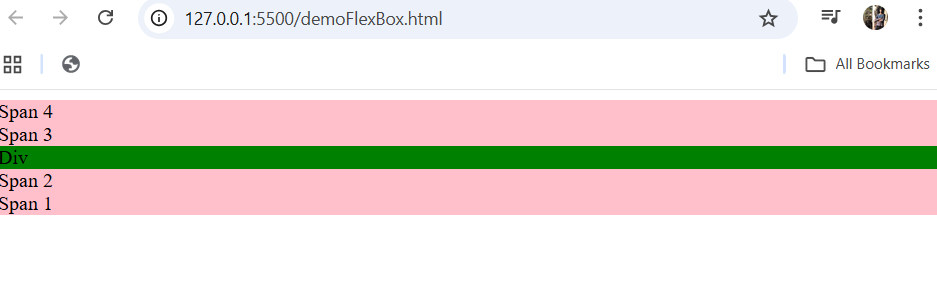 127.0.0.1:5500/demoFlexBox.html
All Bookmarks
Span 4
Span 3
Div
Span 2
Span 1